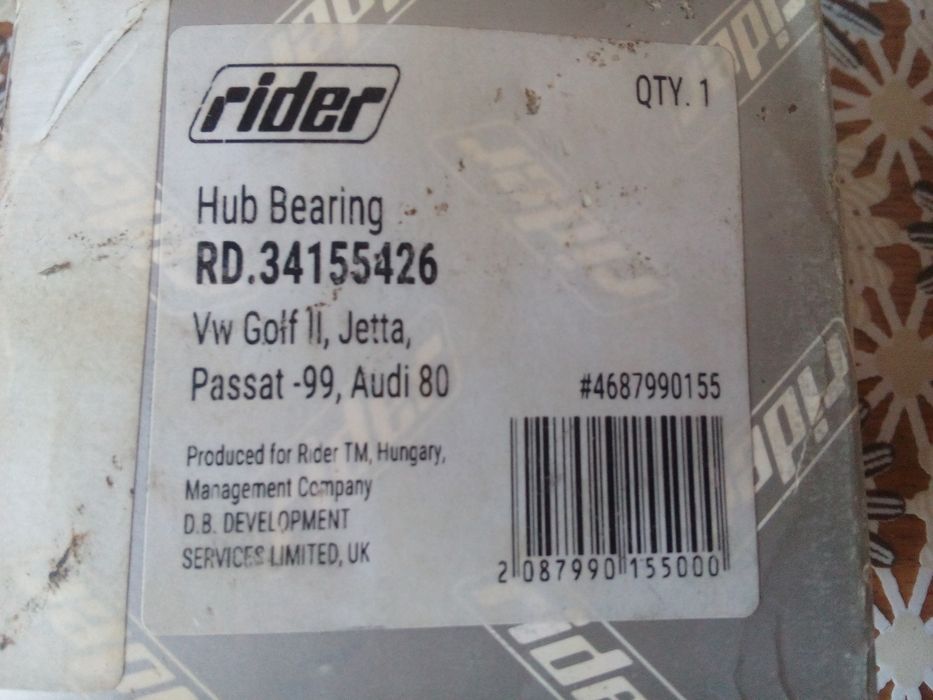 rider
QTY. 1
Hub Bearing
RD.34155426
Vw Golf II, Jetta,
Passat -99, Audi 80
#4687990155
Produced for Rider TM, Hungary,
Management Company
D.B. DEVELOPMENT
SERVICES LIMITED, UK
2 087990 155000